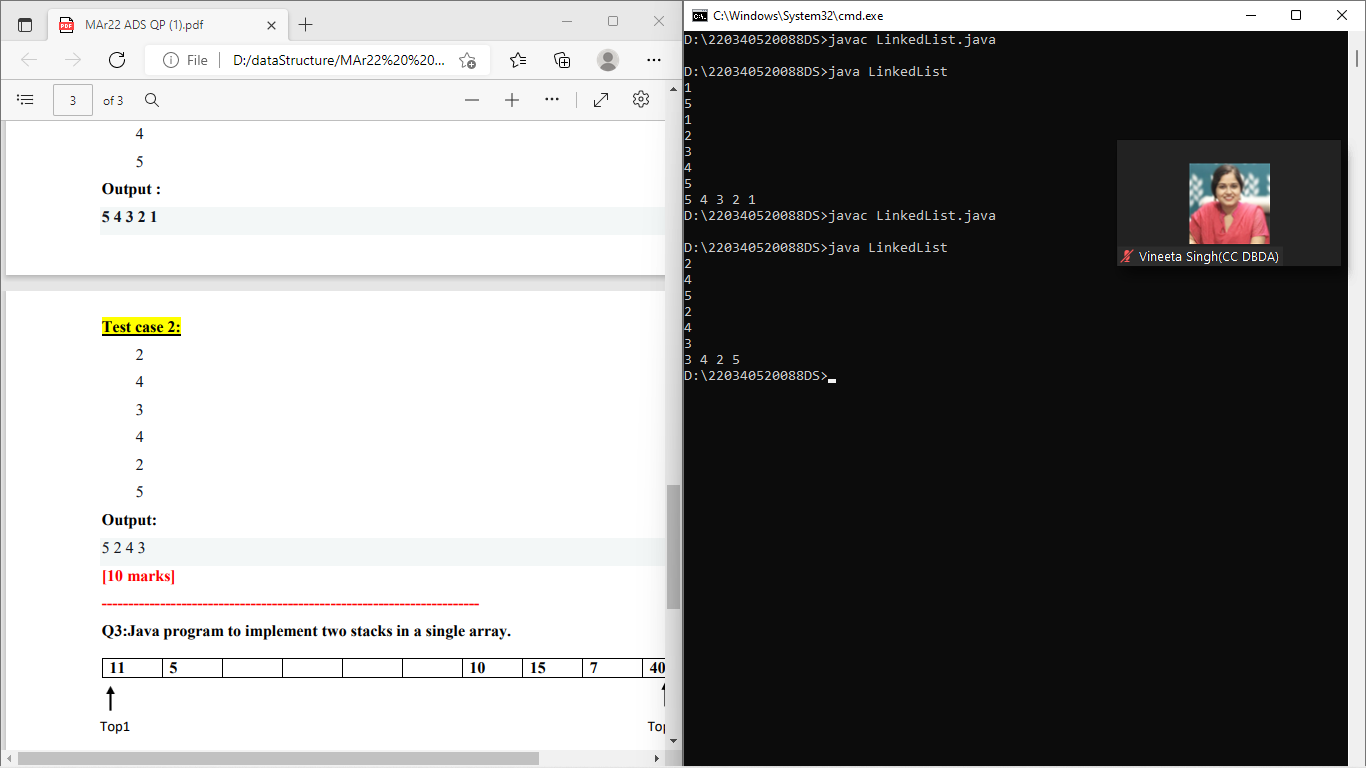 MAr22 ADS QP (1).pdf
File
D:/dataStructure/MAr22%20%20...
3 of 3
4
5
Output :
5 4 3 2 1
Test case 2:
2
4
3
4
2
5
Output:
5 2 4 3
[10 marks]
----------------------------------------------------------------------
Q3:Java program to implement two stacks in a single array.
11 5 10 15 7 40
Top1
C:\Windows\System32\cmd.exe
D:\220340520088DS>javac LinkedList.java
D:\220340520088DS>java LinkedList
1
5
1
2
3
4
5
5 4 3 2 1
D:\220340520088DS>javac LinkedList.java
D:\220340520088DS>java LinkedList
2
4
5
2
4
3
3 4 2 5
D:\220340520088DS>
Vineeta Singh(CC DBDA)